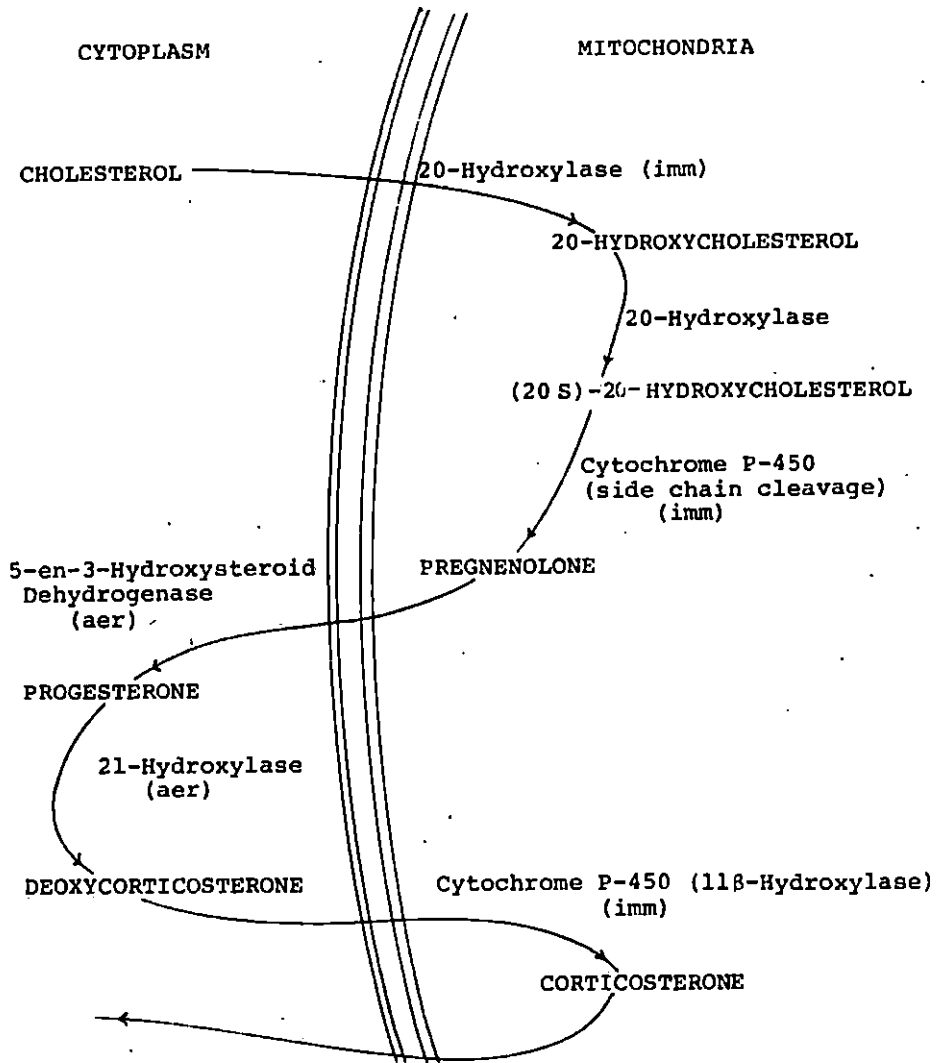 CYTOPLASM
MITOCHONDRIA
CHOLESTEROL
20-Hydroxylase (imm)
20-HYDROXYCHOLESTEROL
20-Hydroxylase
(20 S)-20-HYDROXYCHOLESTEROL
Cytochrome P-450
(side chain cleavage)
(imm)
5-en-3-Hydroxysteroid
Dehydrogenase
(aer)
PREGNENOLONE
PROGESTERONE
21-Hydroxylase
(aer)
DEOXYCORTICOSTERONE
Cytochrome P-450 (11β-Hydroxylase)
(imm)
CORTICOSTERONE